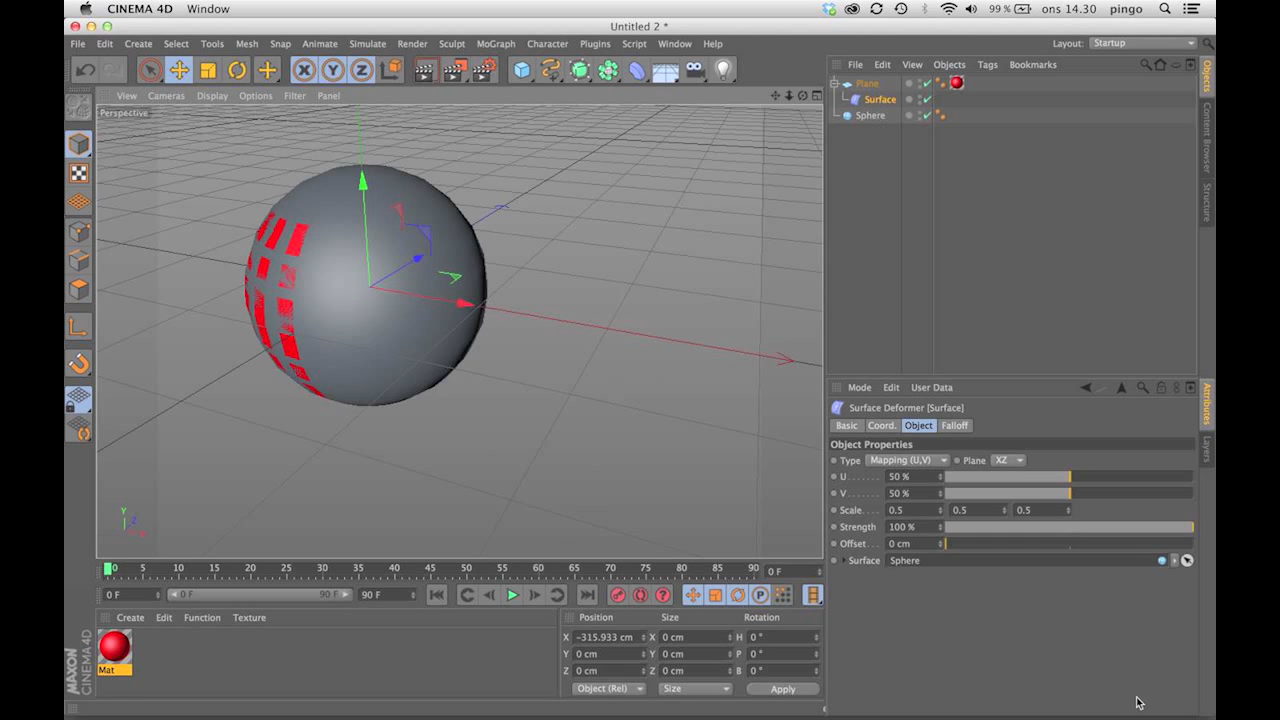 CINEMA 4D Window 99 % ons 14.30 pingo
Untitled 2 *
File Edit Create Select Tools Mesh Snap Animate Simulate Render Sculpt MoGraph Character Plugins Script Window Help Layout: Startup
X Y Z
File Edit View Objects Tags Bookmarks
View Cameras Display Options Filter Panel
Plane
Surface
Sphere
Perspective
Objects
Content Browser
Structure
Y
Z
Mode Edit User Data
Surface Deformer [Surface]
Basic Coord. Object Falloff
Object Properties
Type Mapping (U,V) Plane XZ
U 50 %
V 50 %
Scale 0.5 0.5 0.5
Strength 100 %
Offset 0 cm
Surface Sphere
Attributes
Layers
0 5 10 15 20 25 30 35 40 45 50 55 60 65 70 75 80 85 90 0 F
0 F 0 F 90 F 90 F P
Create Edit Function Texture
Mat
Position Size Rotation
X -315.933 cm X 0 cm H 0 °
Y 0 cm Y 0 cm P 0 °
Z 0 cm Z 0 cm B 0 °
Object (Rel) Size Apply
MAXON
CINEMA 4D